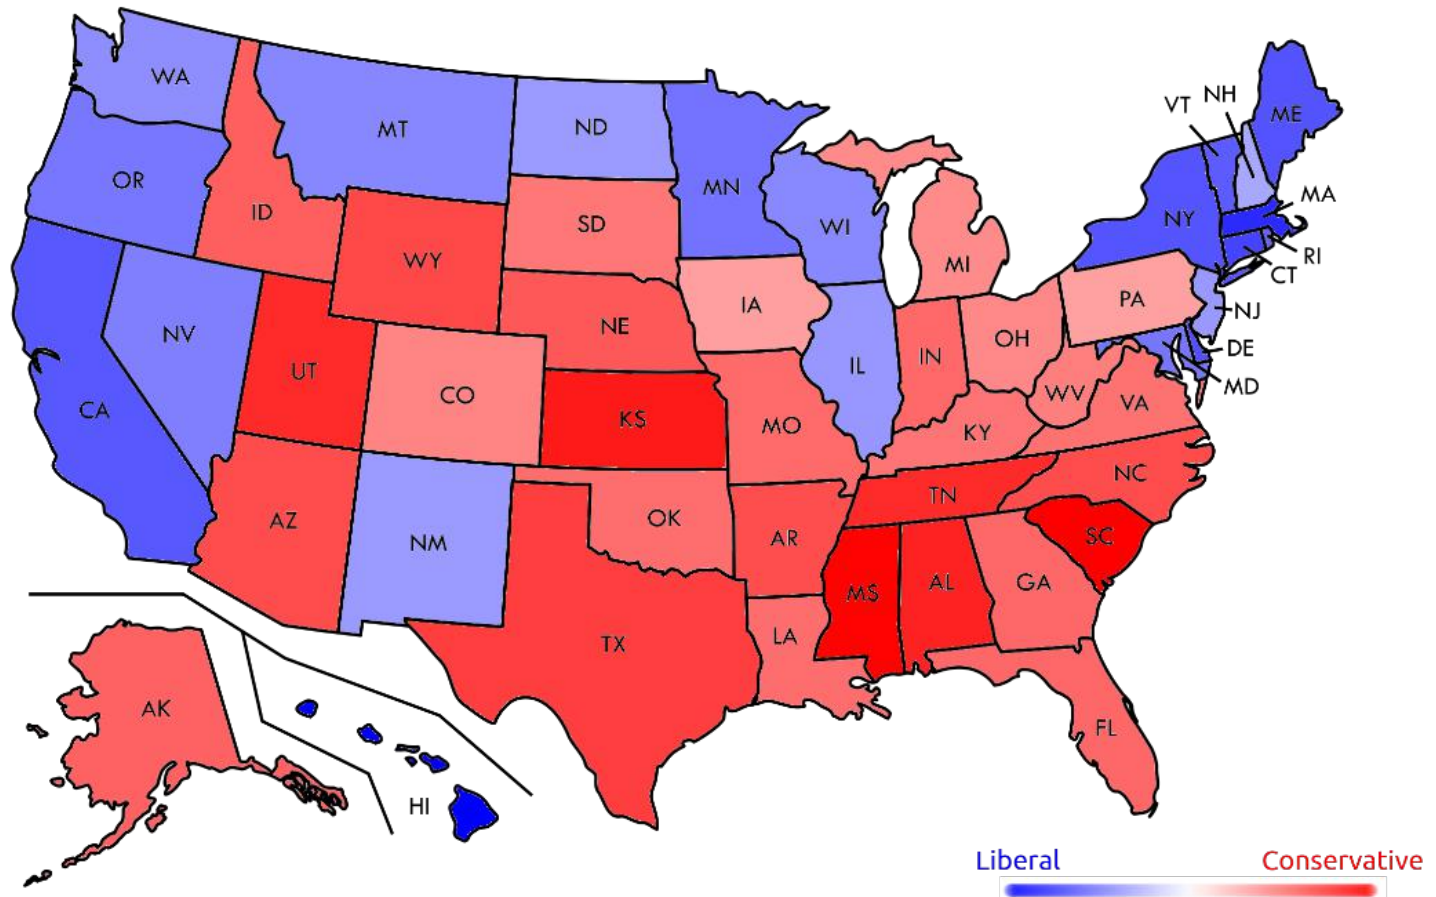 WA
MT
ND
MN
OR
ID
WY
SD
WI
MI
VT
NH
ME
NY
MA
RI
CT
NV
UT
CO
NE
IA
IL
IN
OH
PA
NJ
DE
MD
CA
KS
MO
KY
WV
VA
AZ
NM
OK
AR
TN
NC
SC
MS
AL
GA
TX
LA
FL
AK
HI
Liberal
Conservative